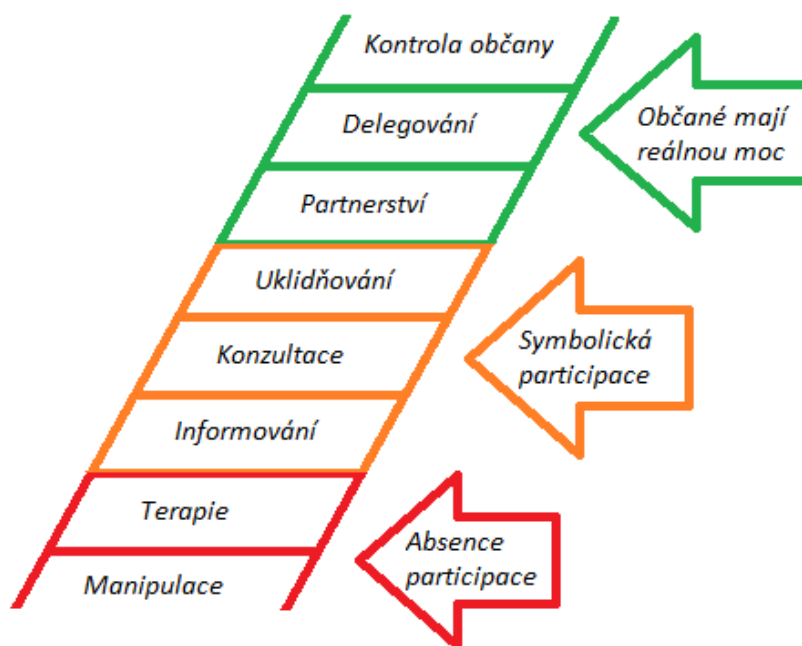 Kontrola občany
Delegování
Občané mají
reálnou moc
Partnerství
Uklidňování
Konzultace
Symbolická
participace
Informování
Terapie
Absence
participace
Manipulace